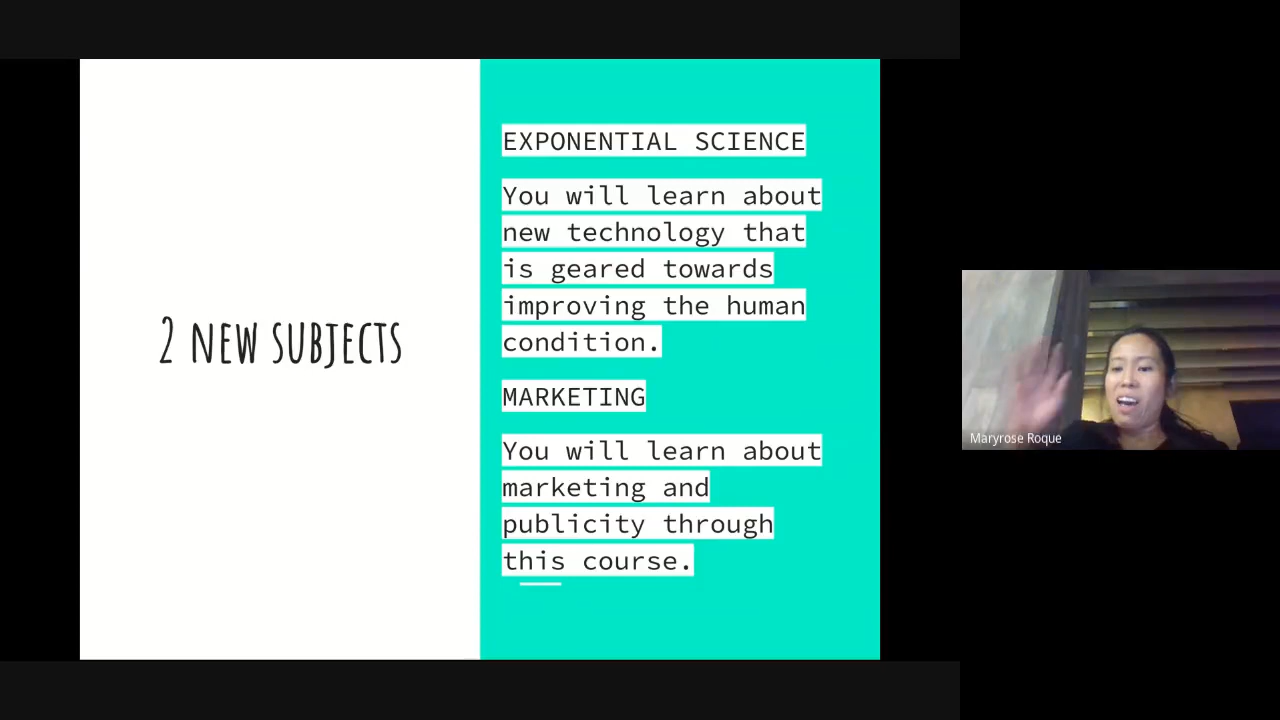 2 NEW SUBJECTS
EXPONENTIAL SCIENCE
You will learn about
new technology that
is geared towards
improving the human
condition.
MARKETING
You will learn about
marketing and
publicity through
this course.
Maryrose Roque